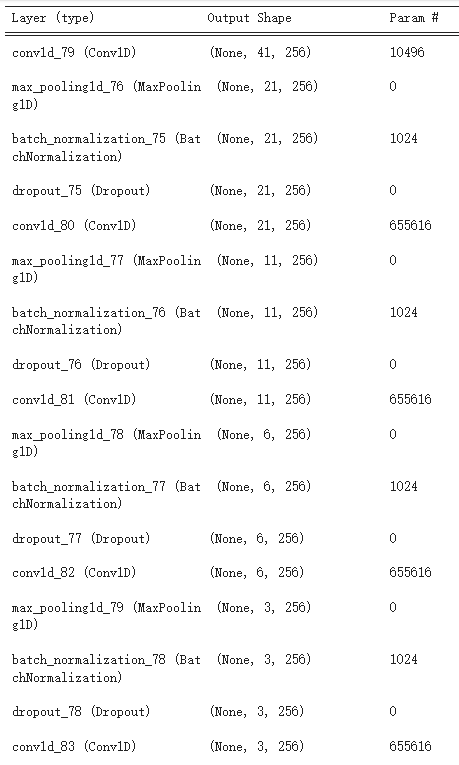 Layer (type) Output Shape Param #
conv1d_79 (Conv1D) (None, 41, 256) 10496
max_pooling1d_76 (MaxPoolin (None, 21, 256) 0
g1D)
batch_normalization_75 (Bat (None, 21, 256) 1024
chNormalization)
dropout_75 (Dropout) (None, 21, 256) 0
conv1d_80 (Conv1D) (None, 21, 256) 655616
max_pooling1d_77 (MaxPoolin (None, 11, 256) 0
g1D)
batch_normalization_76 (Bat (None, 11, 256) 1024
chNormalization)
dropout_76 (Dropout) (None, 11, 256) 0
conv1d_81 (Conv1D) (None, 11, 256) 655616
max_pooling1d_78 (MaxPoolin (None, 6, 256) 0
g1D)
batch_normalization_77 (Bat (None, 6, 256) 1024
chNormalization)
dropout_77 (Dropout) (None, 6, 256) 0
conv1d_82 (Conv1D) (None, 6, 256) 655616
max_pooling1d_79 (MaxPoolin (None, 3, 256) 0
g1D)
batch_normalization_78 (Bat (None, 3, 256) 1024
chNormalization)
dropout_78 (Dropout) (None, 3, 256) 0
conv1d_83 (Conv1D) (None, 3, 256) 655616